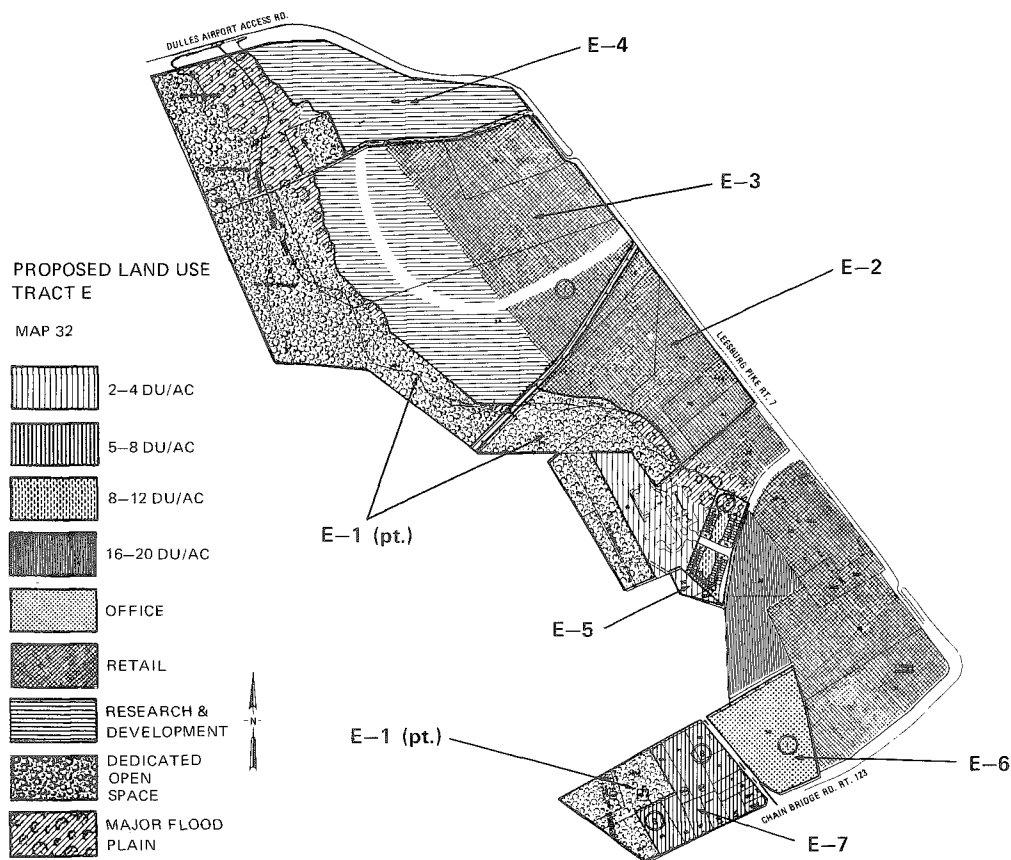 DULLES AIRPORT ACCESS RD.
E–4
E–3
E–2
LEESBURG PIKE RT. 7
E–1 (pt.)
E–5
E–1 (pt.)
E–6
CHAIN BRIDGE RD. RT. 123
E–7
PROPOSED LAND USE
TRACT E
MAP 32
2–4 DU/AC
5–8 DU/AC
8–12 DU/AC
16–20 DU/AC
OFFICE
RETAIL
RESEARCH &
DEVELOPMENT
DEDICATED
OPEN
SPACE
MAJOR FLOOD
PLAIN
N